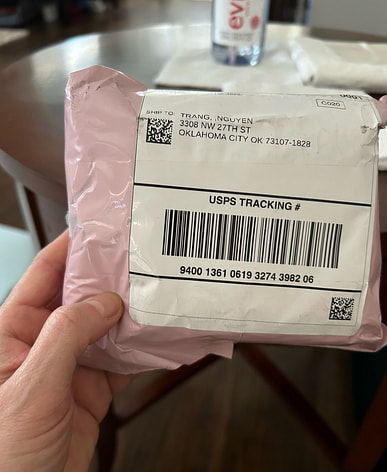 evi
C020
SHIP TO:
TRANG. .NGUYEN
3308 NW 27TH ST
OKLAHOMA CITY OK 73107-1828
USPS TRACKING #
9400 1361 0619 3274 3982 06